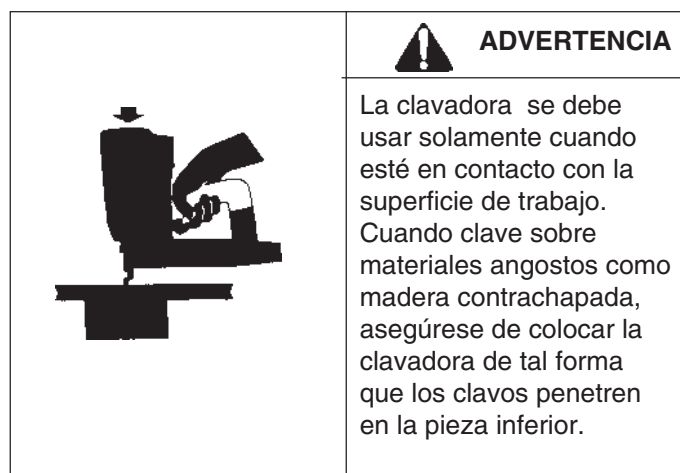 ADVERTENCIA
La clavadora  se debe
usar solamente cuando
esté en contacto con la
superficie de trabajo.
Cuando clave sobre
materiales angostos como
madera contrachapada,
asegúrese de colocar la
clavadora de tal forma
que los clavos penetren
en la pieza inferior.